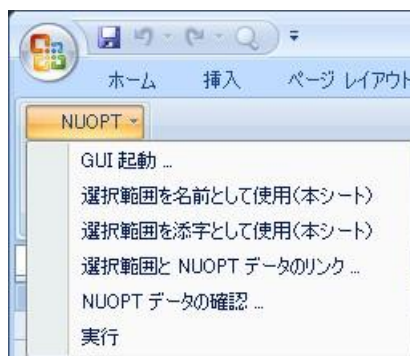 ホーム 挿入 ページ レイアウト
NUOPT
GUI 起動 ...
選択範囲を名前として使用(本シート)
選択範囲を添字として使用(本シート)
選択範囲と NUOPT データのリンク ...
NUOPT データの確認 ...
実行